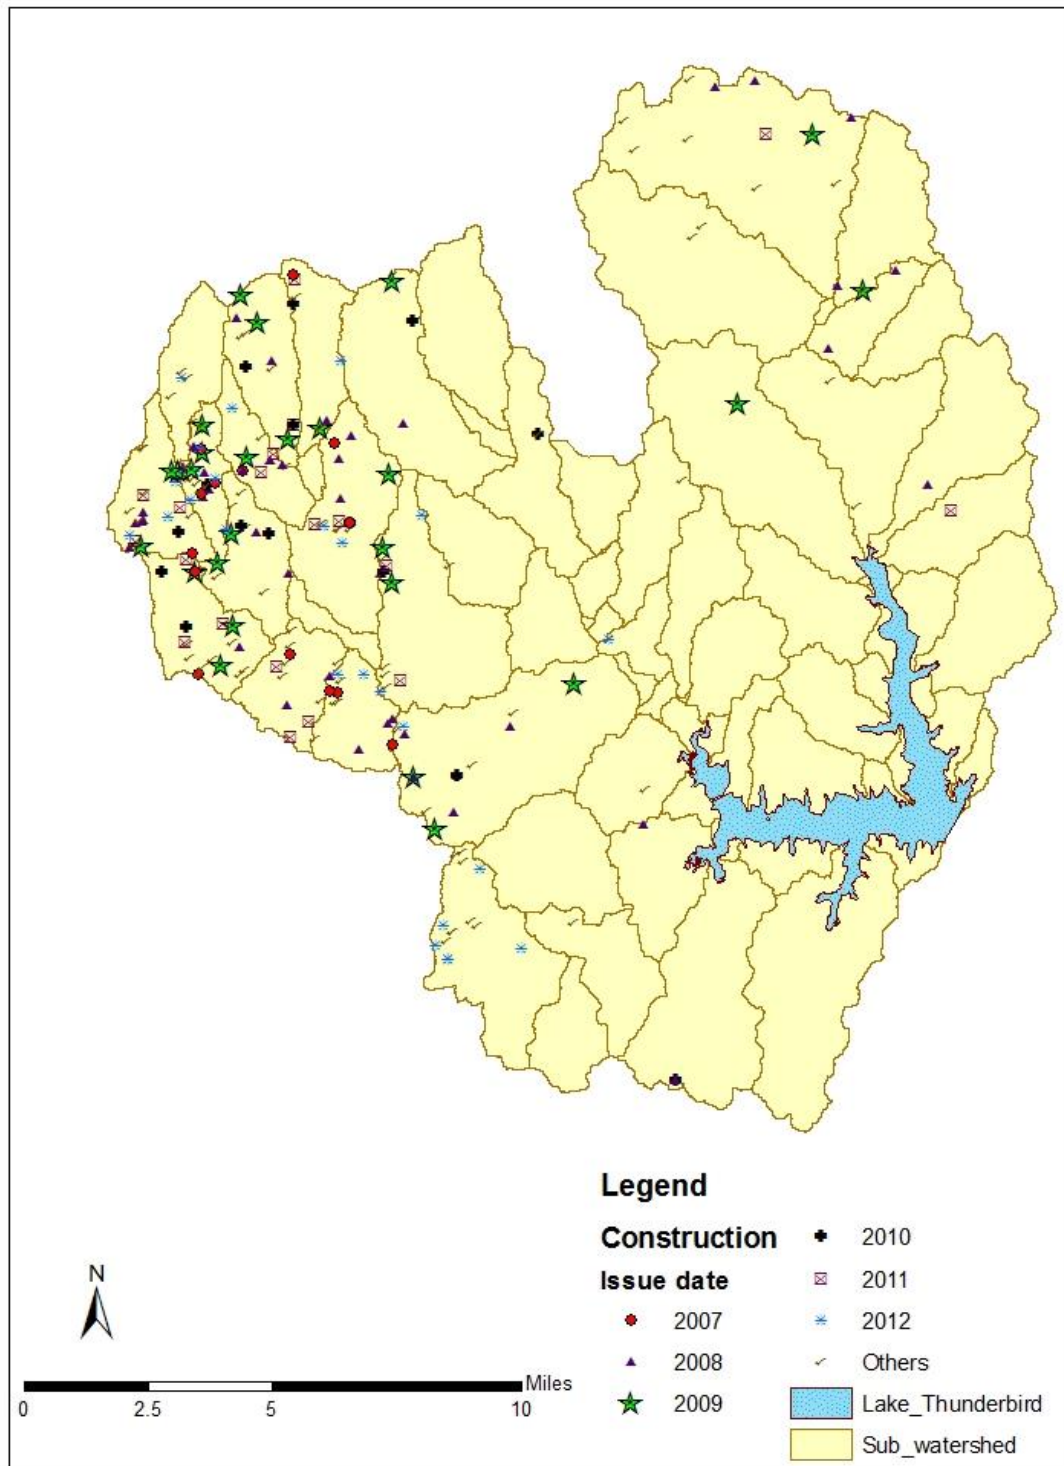 Legend
Construction
Issue date
2007
2008
2009
2010
2011
2012
Others
Lake_Thunderbird
Sub_watershed
N
Miles
0 2.5 5 10